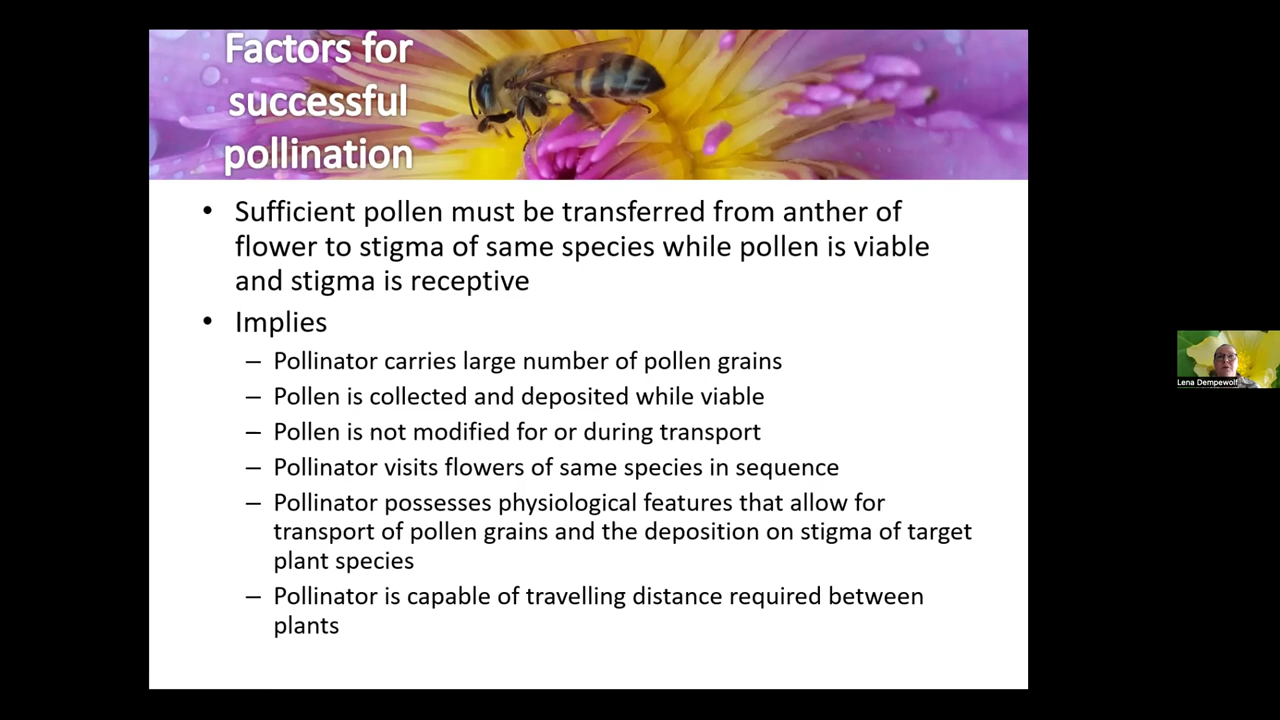 Factors for
successful
pollination
• Sufficient pollen must be transferred from anther of
flower to stigma of same species while pollen is viable
and stigma is receptive
• Implies
– Pollinator carries large number of pollen grains
– Pollen is collected and deposited while viable
– Pollen is not modified for or during transport
– Pollinator visits flowers of same species in sequence
– Pollinator possesses physiological features that allow for
transport of pollen grains and the deposition on stigma of target
plant species
– Pollinator is capable of travelling distance required between
plants
Lena Dempewolf